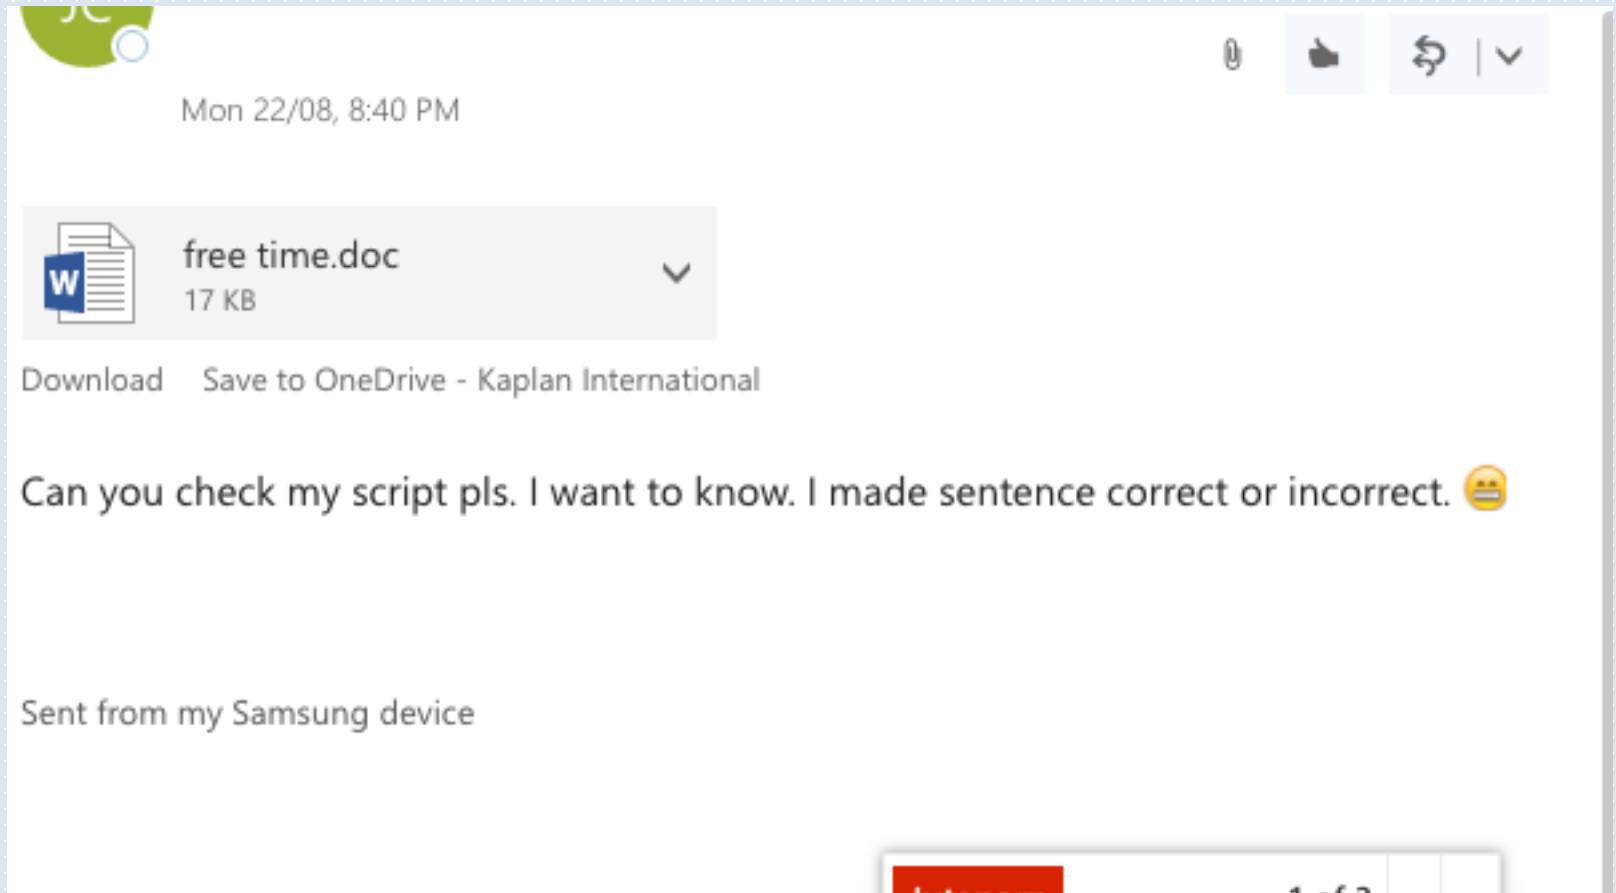 JC
Mon 22/08, 8:40 PM
W
free time.doc
17 KB
Download Save to OneDrive - Kaplan International
Can you check my script pls. I want to know. I made sentence correct or incorrect. 😁
Sent from my Samsung device